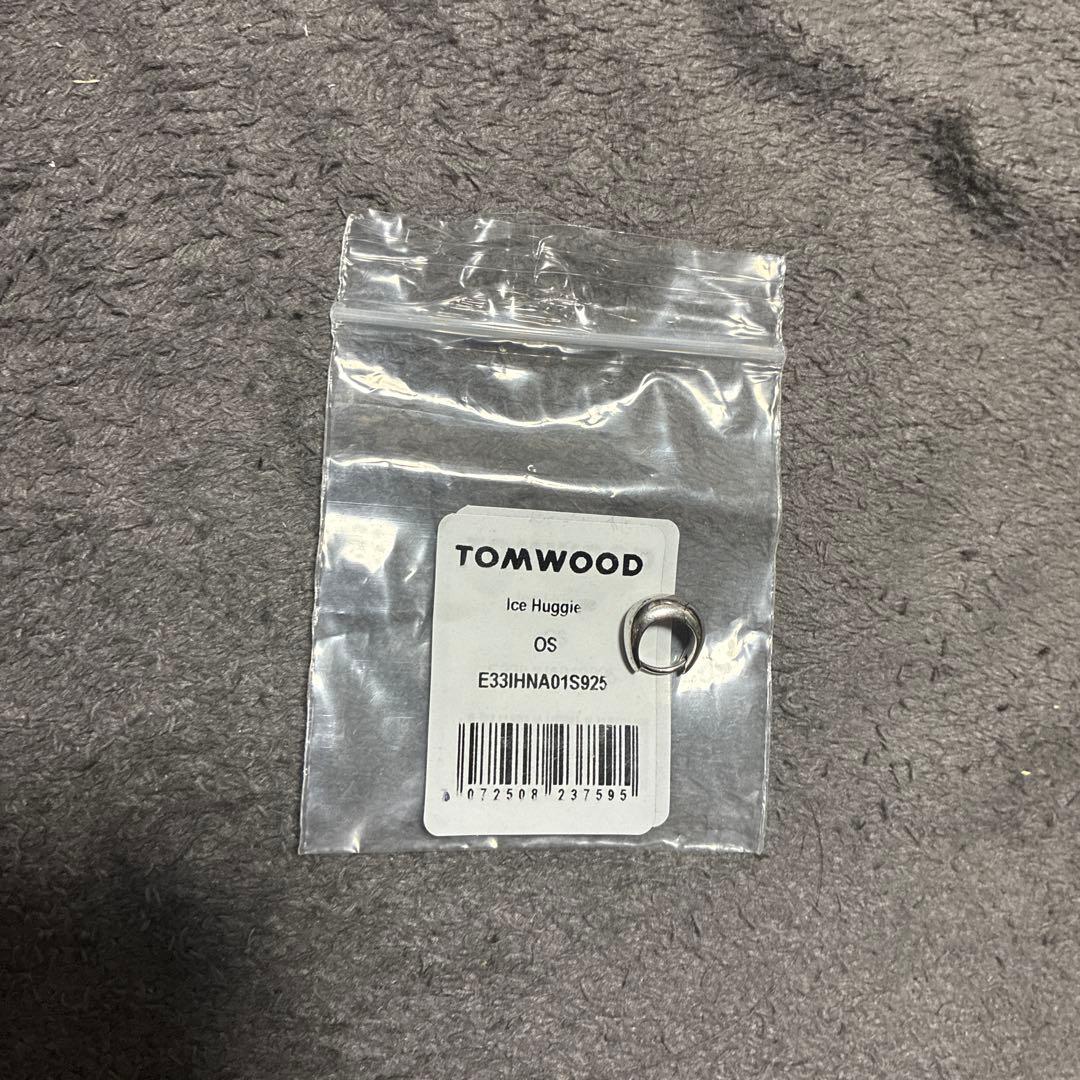 TOMWOOD
Ice Huggie
OS
E33IHNA01S925
072508 237595